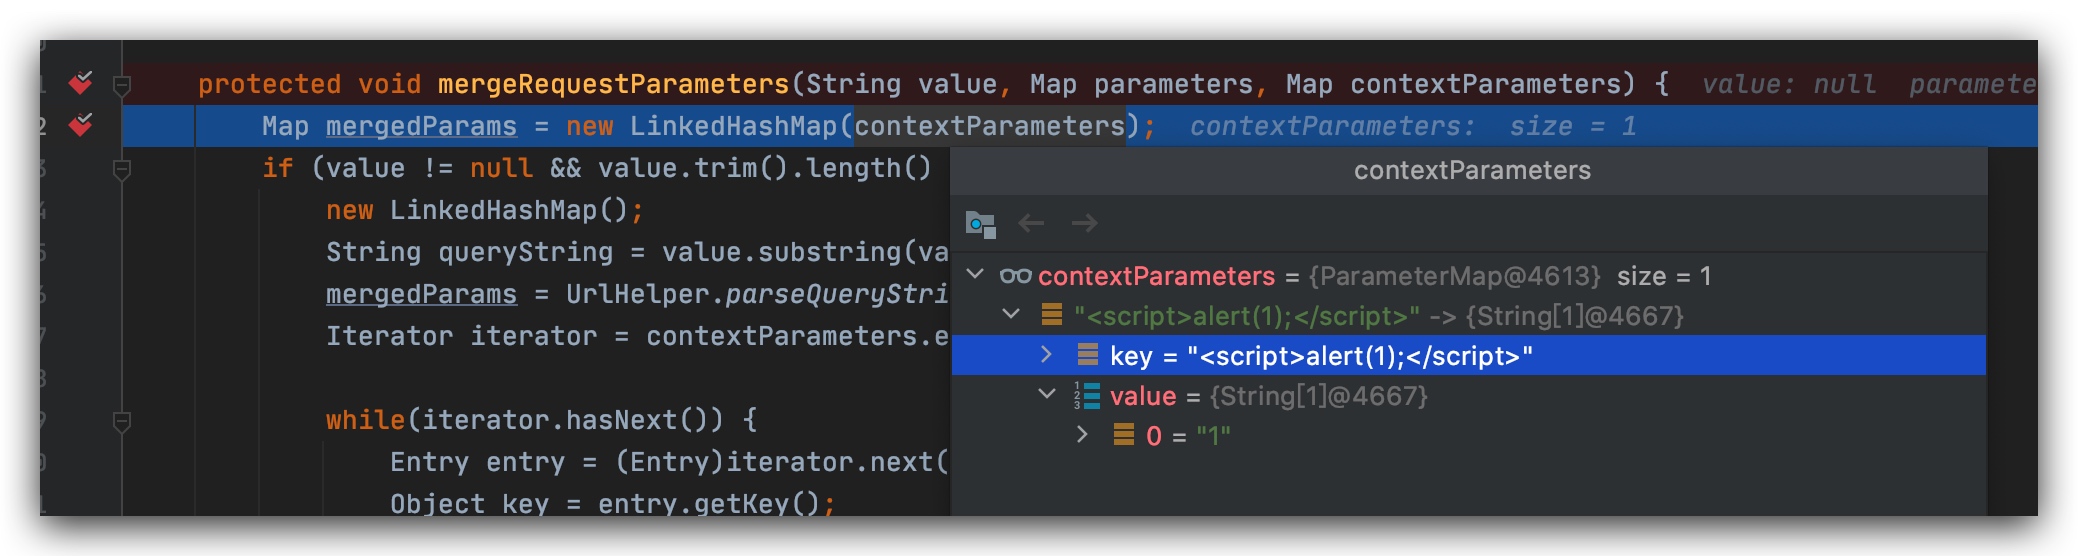 protected void mergeRequestParameters(String value, Map parameters, Map contextParameters) { value: null paramete
2 Map mergedParams = new LinkedHashMap(contextParameters); contextParameters: size = 1
if (value != null && value.trim().length()
new LinkedHashMap();
String queryString = value.substring(va
mergedParams = UrlHelper.parseQueryStri
Iterator iterator = contextParameters.e
while(iterator.hasNext()) {
Entry entry = (Entry)iterator.next(
Object key = entry.getKey();
contextParameters
contextParameters = {ParameterMap@4613} size = 1
"<script>alert(1);</script>" -> {String[1]@4667}
key = "<script>alert(1);</script>"
value = {String[1]@4667}
0 = "1"